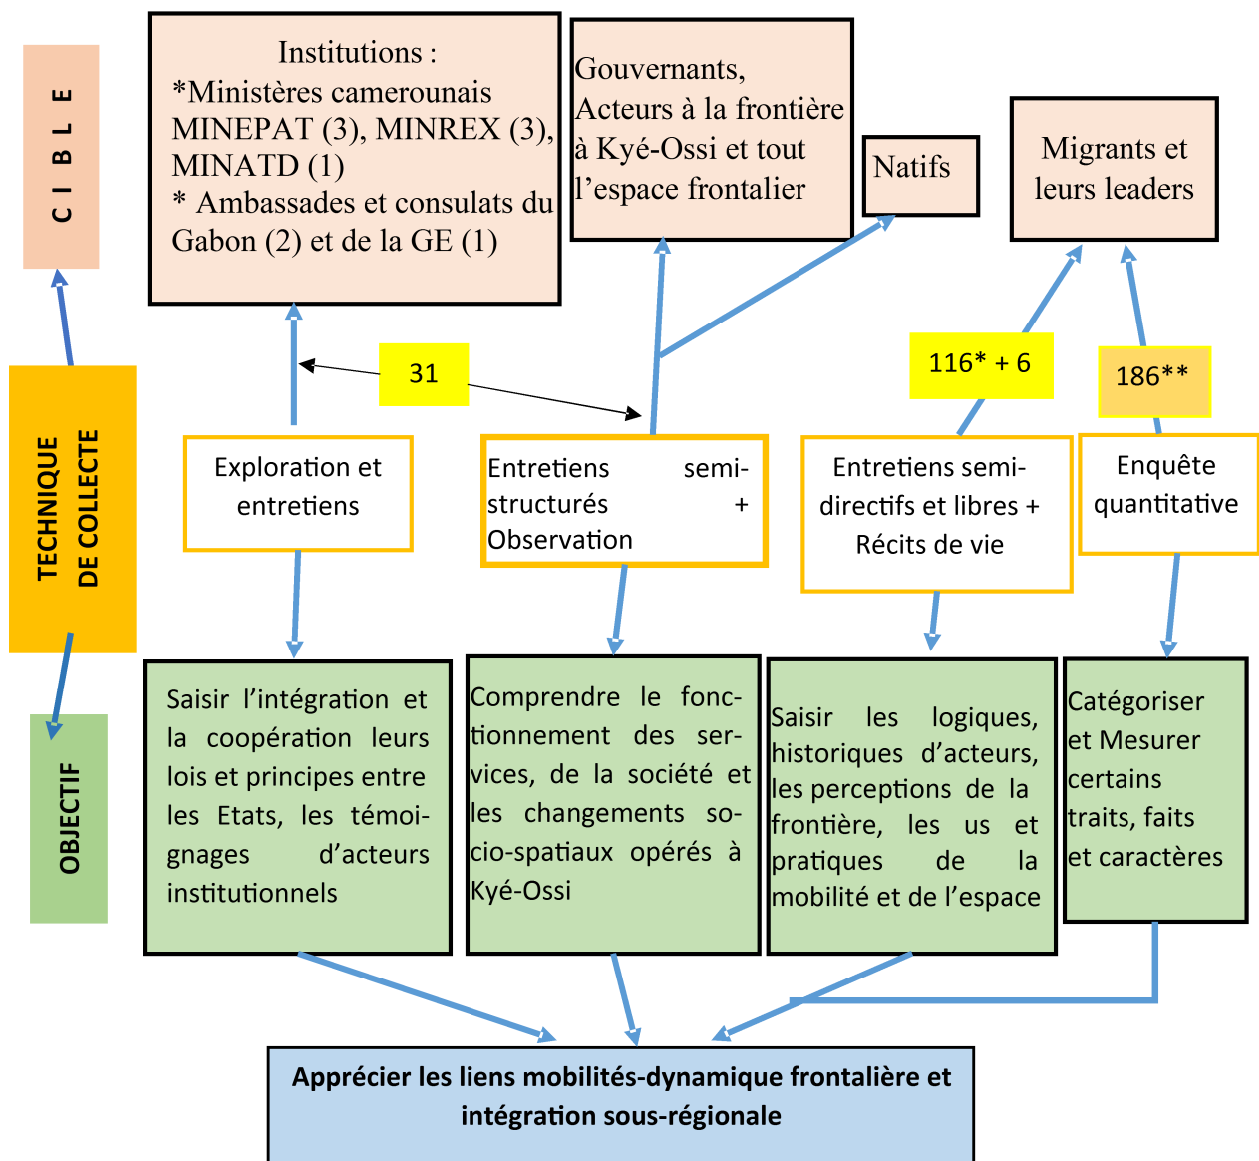 C I B L E
Institutions :
*Ministères camerounais
MINEPAT (3), MINREX (3),
MINATD (1)
* Ambassades et consulats du
Gabon (2) et de la GE (1)
Gouvernants,
Acteurs à la frontière
à Kyé-Ossi et tout
l’espace frontalier
Natifs
Migrants et
leurs leaders
31
116* + 6
186**
TECHNIQUE
DE COLLECTE
Exploration et
entretiens
Entretiens semi-
structurés +
Observation
Entretiens semi-
directifs et libres +
Récits de vie
Enquête
quantitative
OBJECTIF
Saisir l’intégration et
la coopération leurs
lois et principes entre
les Etats, les témoi-
gnages d’acteurs
institutionnels
Comprendre le fonc-
tionnement des ser-
vices, de la société et
les changements so-
cio-spatiaux opérés à
Kyé-Ossi
Saisir les logiques,
historiques d’acteurs,
les perceptions de la
frontière, les us et
pratiques de la
mobilité et de l’espace
Catégoriser
et Mesurer
certains
traits, faits
et caractères
Apprécier les liens mobilités-dynamique frontalière et
intégration sous-régionale